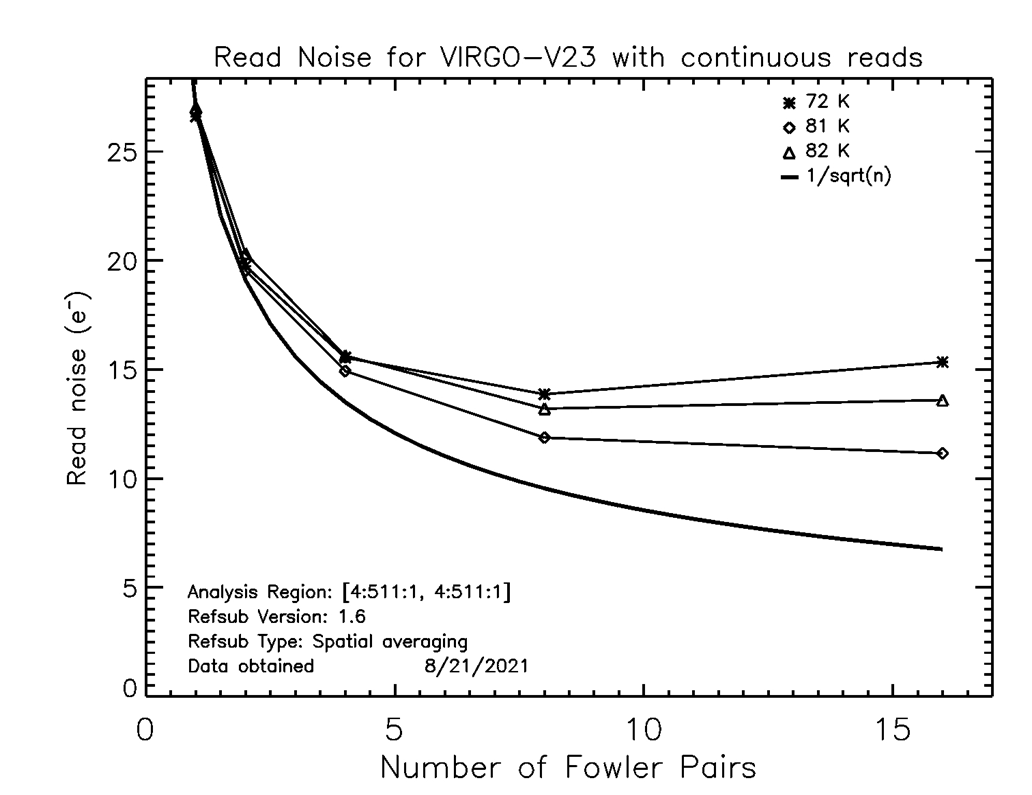 Read Noise for VIRGO-V23 with continuous reads
72 K
81 K
82 K
1/sqrt(n)
25
20
15
10
5
0
Read noise (e⁻)
Analysis Region: [4:511:1, 4:511:1]
Refsub Version: 1.6
Refsub Type: Spatial averaging
Data obtained 8/21/2021
0 5 10 15
Number of Fowler Pairs